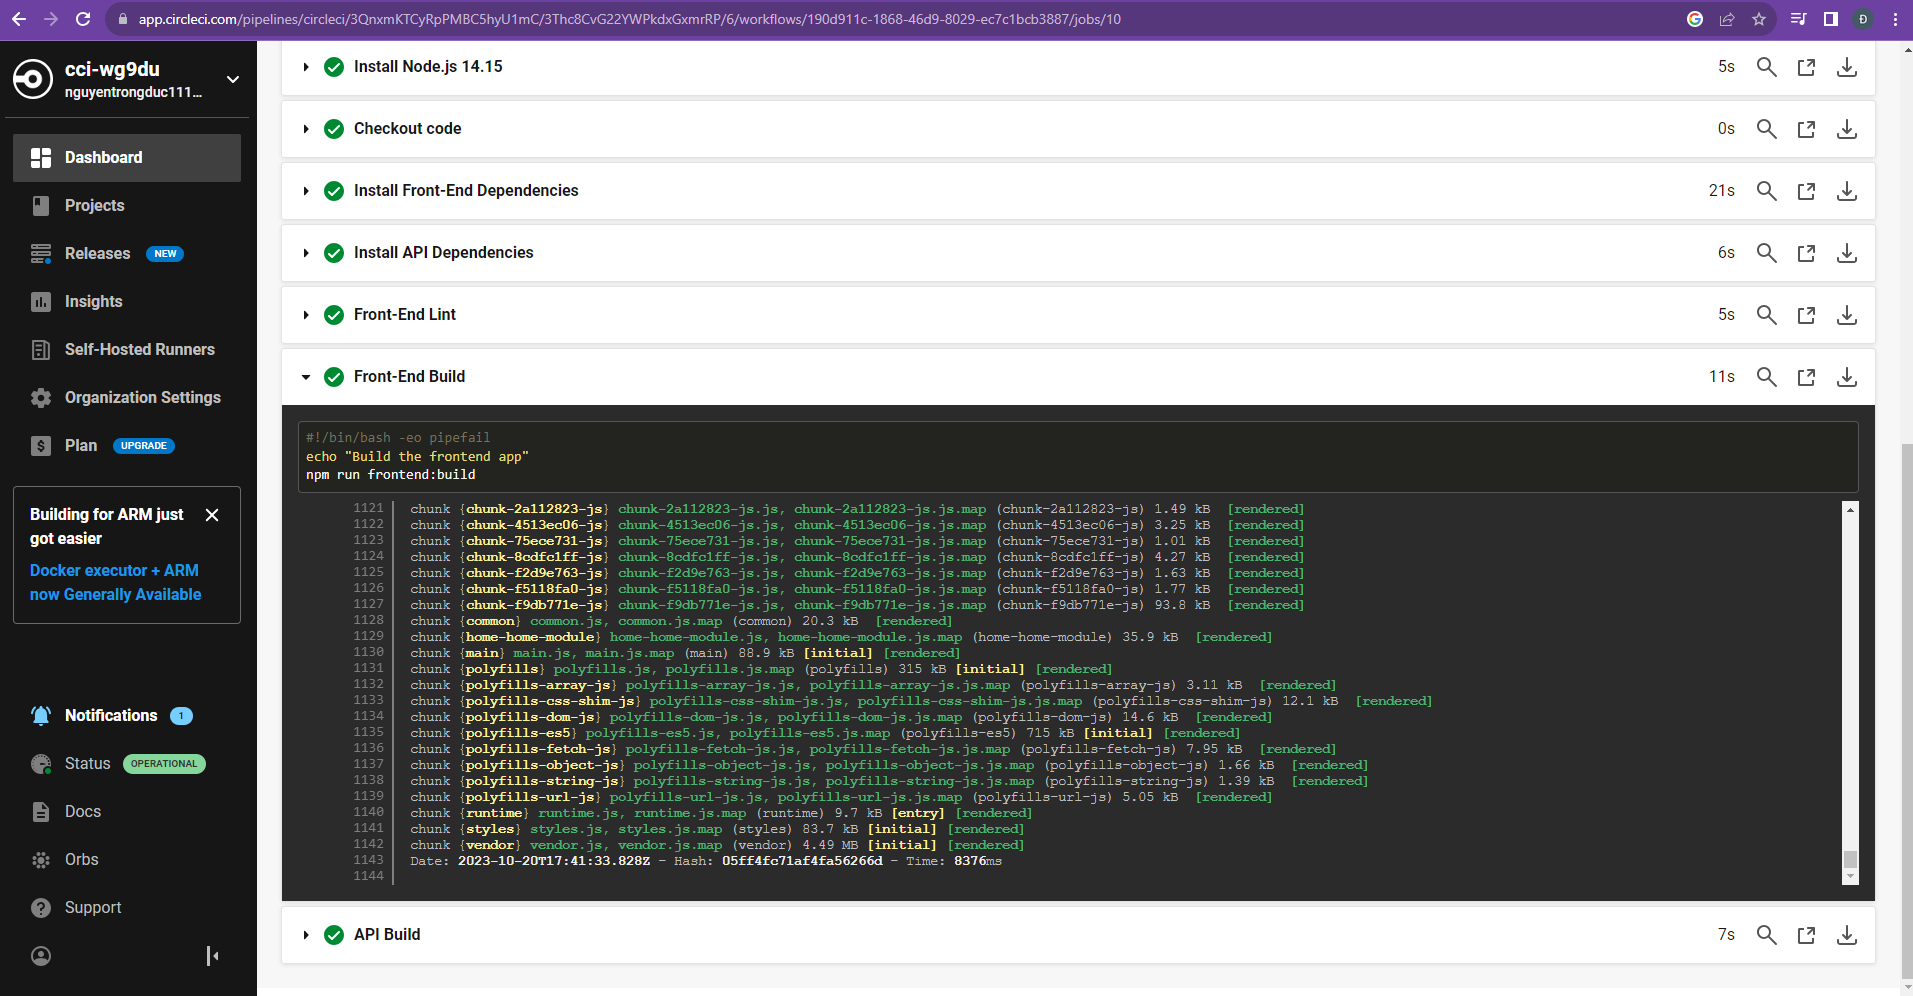 app.circleci.com/pipelines/circleci/3QnxmKTCyRpPMBC5hyU1mC/3Thc8CvG22YWPkdxGxmrRP/6/workflows/190d911c-1868-46d9-8029-ec7c1bcb3887/jobs/10
Đ
cci-wg9du
nguyentrongduc111...
Dashboard
Projects
Releases NEW
Insights
Self-Hosted Runners
Organization Settings
Plan UPGRADE
Building for ARM just
got easier
Docker executor + ARM
now Generally Available
Notifications 1
Status OPERATIONAL
Docs
Orbs
Support
Install Node.js 14.15 5s
Checkout code 0s
Install Front-End Dependencies 21s
Install API Dependencies 6s
Front-End Lint 5s
Front-End Build 11s
#!/bin/bash -eo pipefail
echo "Build the frontend app"
npm run frontend:build
1121 chunk {chunk-2a112823-js} chunk-2a112823-js.js, chunk-2a112823-js.js.map (chunk-2a112823-js) 1.49 kB [rendered]
1122 chunk {chunk-4513ec06-js} chunk-4513ec06-js.js, chunk-4513ec06-js.js.map (chunk-4513ec06-js) 3.25 kB [rendered]
1123 chunk {chunk-75ece731-js} chunk-75ece731-js.js, chunk-75ece731-js.js.map (chunk-75ece731-js) 1.01 kB [rendered]
1124 chunk {chunk-8cdfc1ff-js} chunk-8cdfc1ff-js.js, chunk-8cdfc1ff-js.js.map (chunk-8cdfc1ff-js) 4.27 kB [rendered]
1125 chunk {chunk-f2d9e763-js} chunk-f2d9e763-js.js, chunk-f2d9e763-js.js.map (chunk-f2d9e763-js) 1.63 kB [rendered]
1126 chunk {chunk-f5118fa0-js} chunk-f5118fa0-js.js, chunk-f5118fa0-js.js.map (chunk-f5118fa0-js) 1.77 kB [rendered]
1127 chunk {chunk-f9db771e-js} chunk-f9db771e-js.js, chunk-f9db771e-js.js.map (chunk-f9db771e-js) 93.8 kB [rendered]
1128 chunk {common} common.js, common.js.map (common) 20.3 kB [rendered]
1129 chunk {home-home-module} home-home-module.js, home-home-module.js.map (home-home-module) 35.9 kB [rendered]
1130 chunk {main} main.js, main.js.map (main) 88.9 kB [initial] [rendered]
1131 chunk {polyfills} polyfills.js, polyfills.js.map (polyfills) 315 kB [initial] [rendered]
1132 chunk {polyfills-array-js} polyfills-array-js.js, polyfills-array-js.js.map (polyfills-array-js) 3.11 kB [rendered]
1133 chunk {polyfills-css-shim-js} polyfills-css-shim-js.js, polyfills-css-shim-js.js.map (polyfills-css-shim-js) 12.1 kB [rendered]
1134 chunk {polyfills-dom-js} polyfills-dom-js.js, polyfills-dom-js.js.map (polyfills-dom-js) 14.6 kB [rendered]
1135 chunk {polyfills-es5} polyfills-es5.js, polyfills-es5.js.map (polyfills-es5) 715 kB [initial] [rendered]
1136 chunk {polyfills-fetch-js} polyfills-fetch-js.js, polyfills-fetch-js.js.map (polyfills-fetch-js) 7.95 kB [rendered]
1137 chunk {polyfills-object-js} polyfills-object-js.js, polyfills-object-js.js.map (polyfills-object-js) 1.66 kB [rendered]
1138 chunk {polyfills-string-js} polyfills-string-js.js, polyfills-string-js.js.map (polyfills-string-js) 1.39 kB [rendered]
1139 chunk {polyfills-url-js} polyfills-url-js.js, polyfills-url-js.js.map (polyfills-url-js) 5.05 kB [rendered]
1140 chunk {runtime} runtime.js, runtime.js.map (runtime) 9.7 kB [entry] [rendered]
1141 chunk {styles} styles.js, styles.js.map (styles) 83.7 kB [initial] [rendered]
1142 chunk {vendor} vendor.js, vendor.js.map (vendor) 4.49 MB [initial] [rendered]
1143 Date: 2023-10-20T17:41:33.828Z - Hash: 05ff4fc71af4fa56266d - Time: 8376ms
1144
API Build 7s